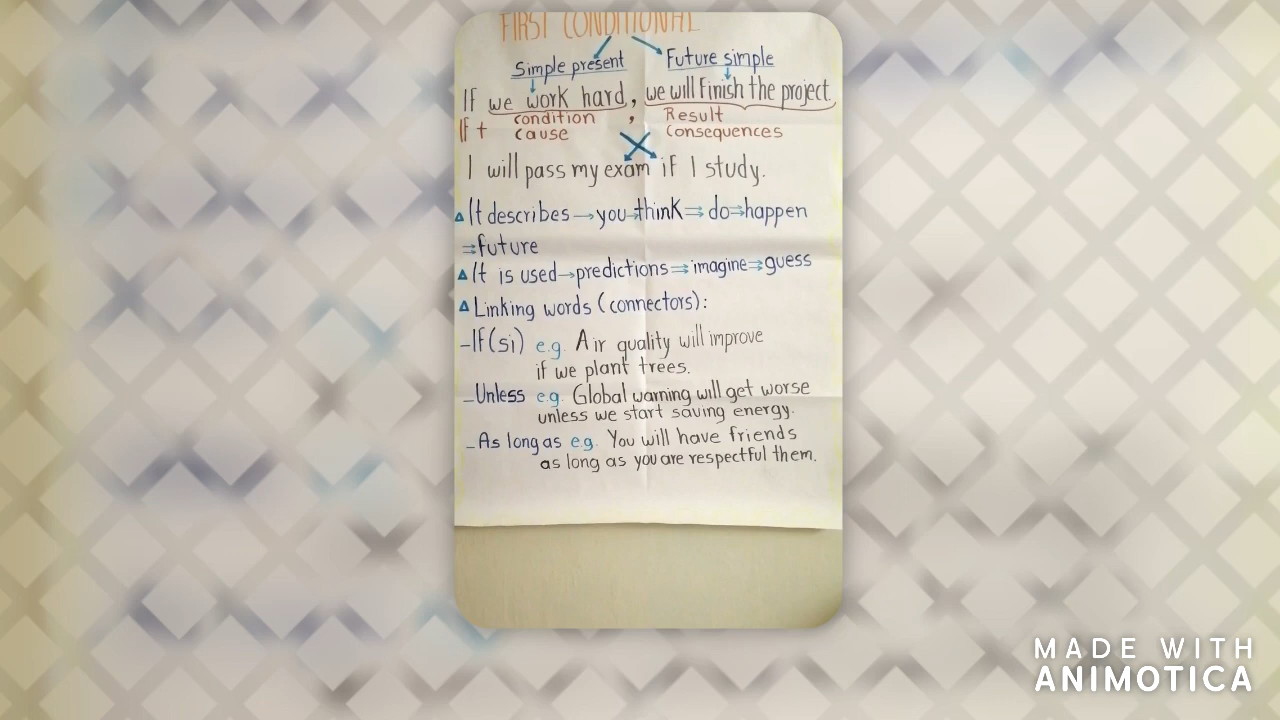 FIRST CONDITIONAL
Simple present Future simple
If we work hard, we will Finish the project
If + condition , Result
cause Consequences
I will pass my exam if I study.
It describes → you → think ⇒ do ⇒ happen
⇒ future
It is used → predictions ⇒ imagine ⇒ guess
Linking words (connectors):
- If (si) e.g. Air quality will improve
if we plant trees.
- Unless e.g. Global warning will get worse
unless we start saving energy.
- As long as e.g. You will have friends
as long as you are respectful them.
MADE WITH
ANIMOTICA